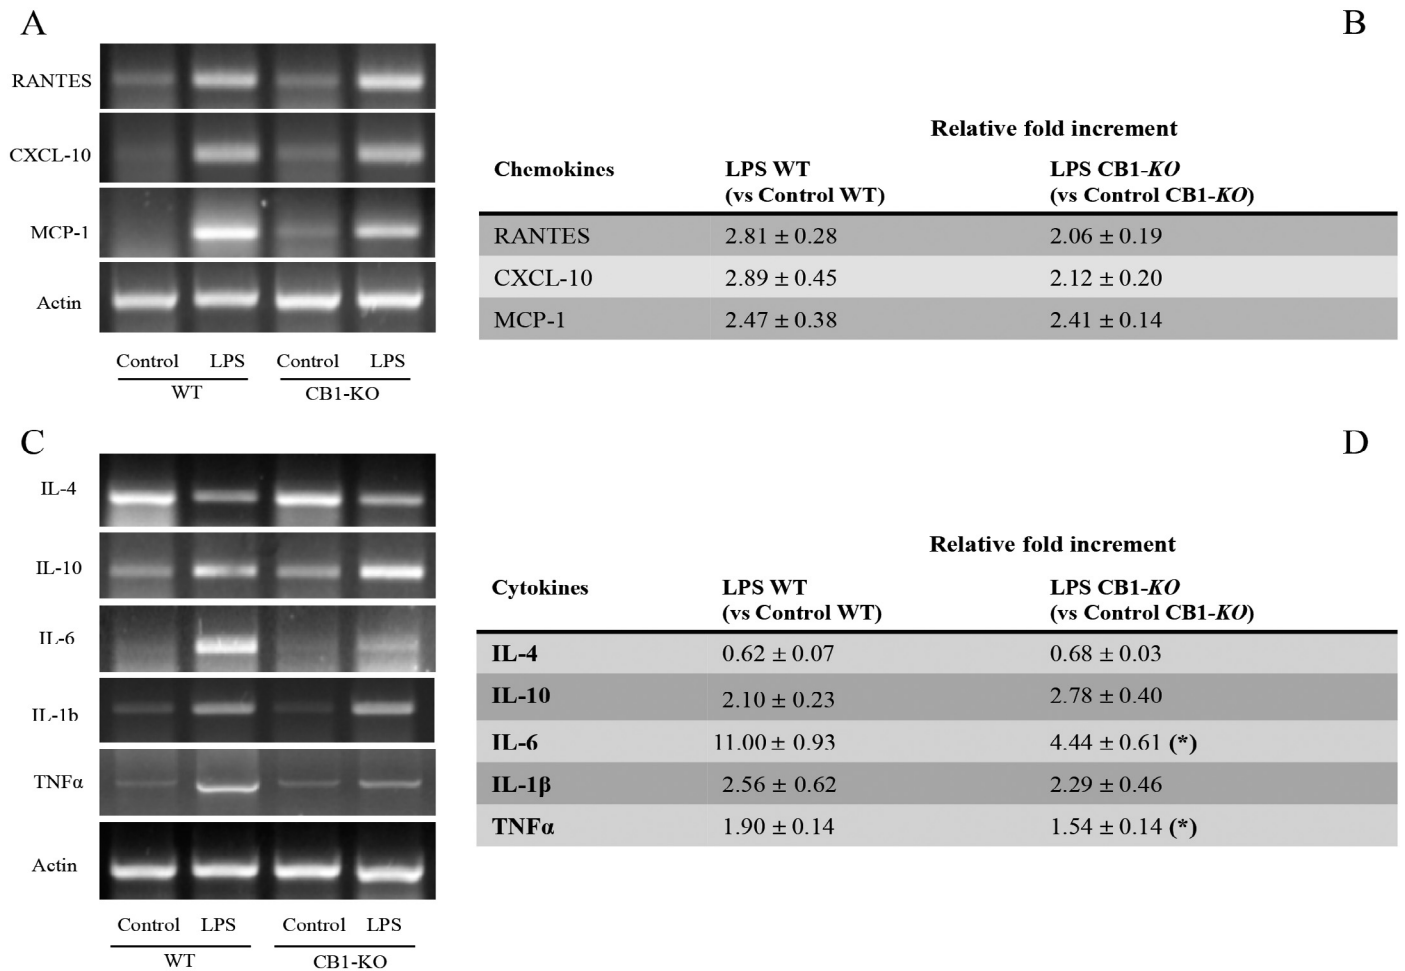 A
RANTES
CXCL-10
MCP-1
Actin
Control LPS Control LPS
WT CB1-KO
B
Relative fold increment
Chemokines LPS WT (vs Control WT) LPS CB1-KO (vs Control CB1-KO)
RANTES 2.81 ± 0.28 2.06 ± 0.19
CXCL-10 2.89 ± 0.45 2.12 ± 0.20
MCP-1 2.47 ± 0.38 2.41 ± 0.14
C
IL-4
IL-10
IL-6
IL-1b
TNFα
Actin
Control LPS Control LPS
WT CB1-KO
D
Relative fold increment
Cytokines LPS WT (vs Control WT) LPS CB1-KO (vs Control CB1-KO)
IL-4 0.62 ± 0.07 0.68 ± 0.03
IL-10 2.10 ± 0.23 2.78 ± 0.40
IL-6 11.00 ± 0.93 4.44 ± 0.61 (*)
IL-1β 2.56 ± 0.62 2.29 ± 0.46
TNFα 1.90 ± 0.14 1.54 ± 0.14 (*)